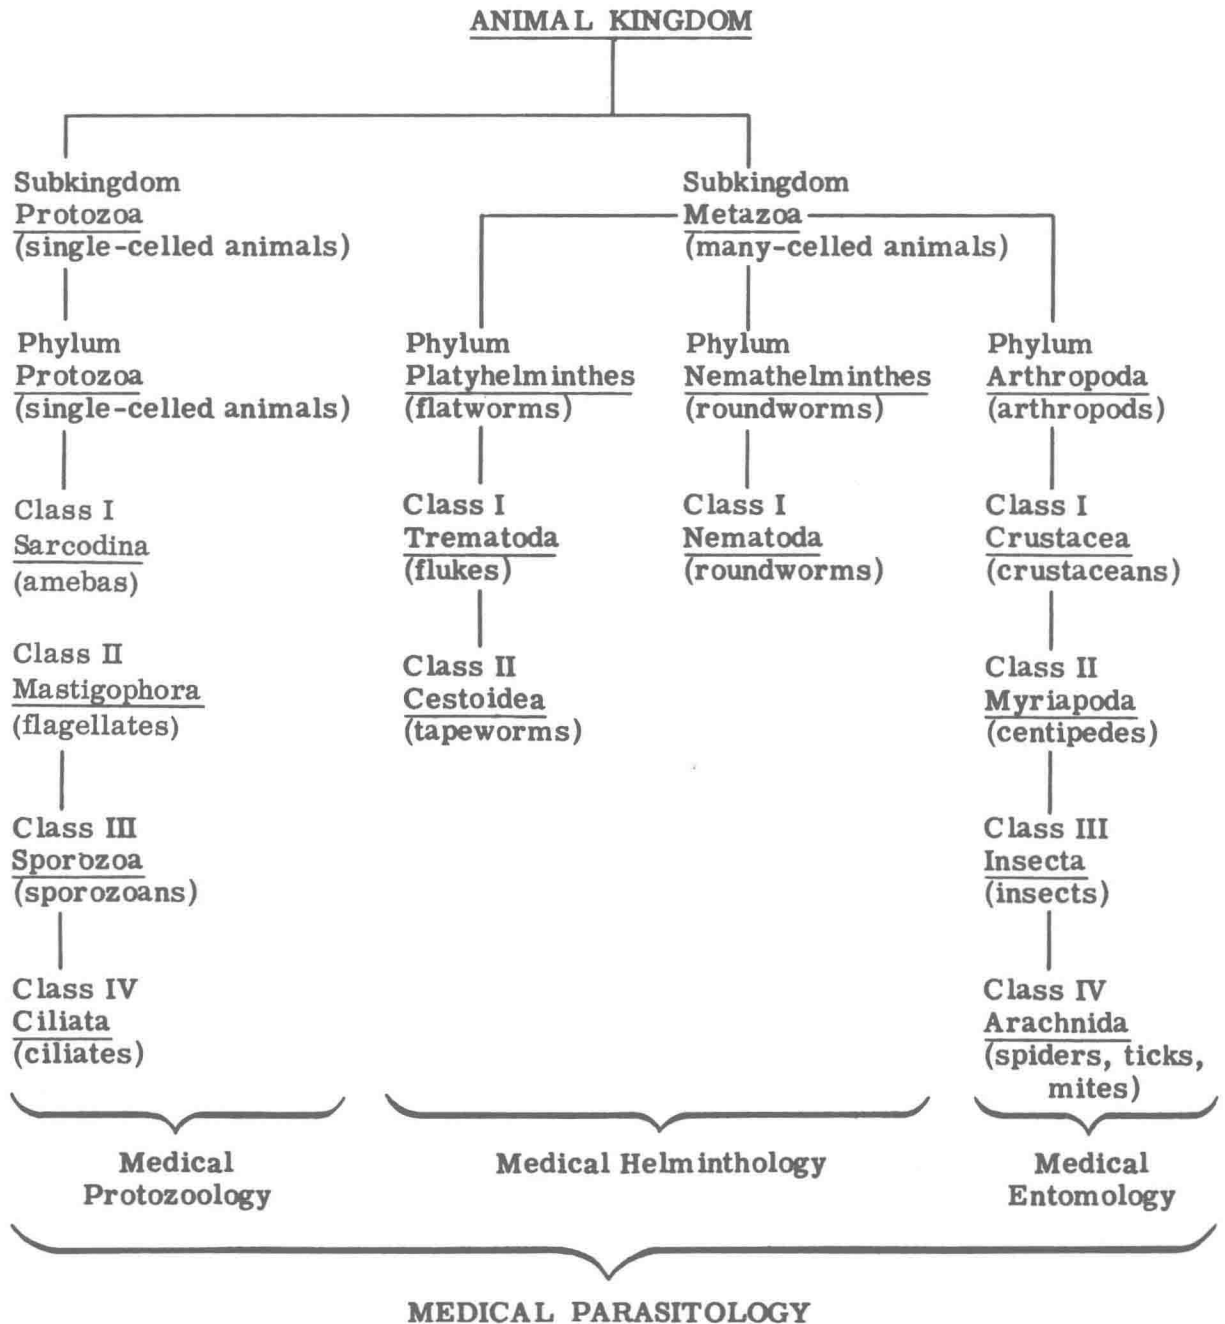 ANIMAL KINGDOM
Subkingdom
Protozoa
(single-celled animals)
Subkingdom
Metazoa
(many-celled animals)
Phylum
Protozoa
(single-celled animals)
Phylum
Platyhelminthes
(flatworms)
Phylum
Nemathelminthes
(roundworms)
Phylum
Arthropoda
(arthropods)
Class I
Sarcodina
(amebas)
Class I
Trematoda
(flukes)
Class I
Nematoda
(roundworms)
Class I
Crustacea
(crustaceans)
Class II
Mastigophora
(flagellates)
Class II
Cestoidea
(tapeworms)
Class II
Myriapoda
(centipedes)
Class III
Sporozoa
(sporozoans)
Class III
Insecta
(insects)
Class IV
Ciliata
(ciliates)
Class IV
Arachnida
(spiders, ticks,
mites)
Medical
Protozoology
Medical Helminthology
Medical
Entomology
MEDICAL PARASITOLOGY